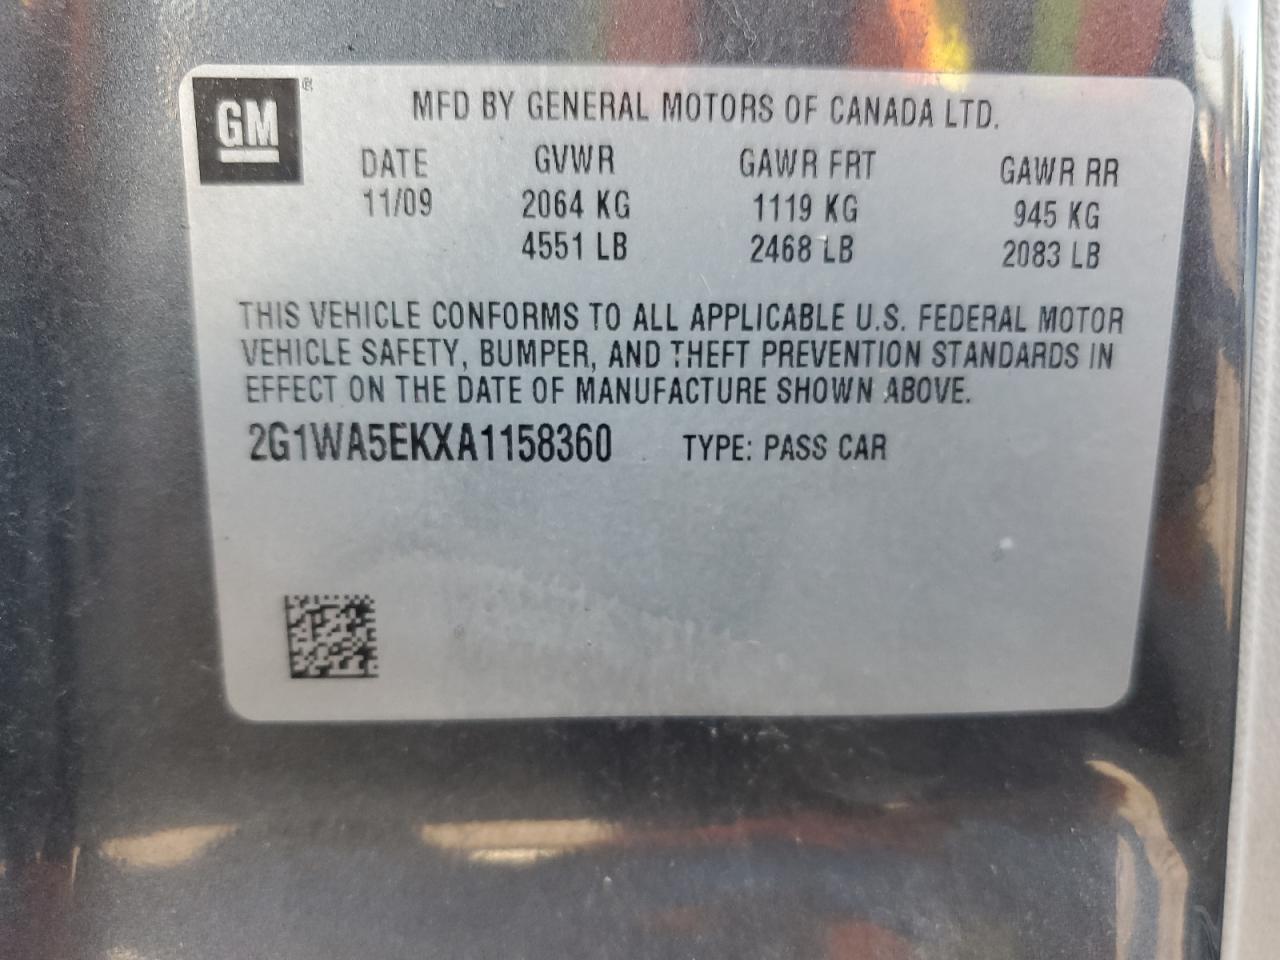 GM
MFD BY GENERAL MOTORS OF CANADA LTD.
DATE GVWR GAWR FRT GAWR RR
11/09 2064 KG 1119 KG 945 KG
4551 LB 2468 LB 2083 LB
THIS VEHICLE CONFORMS TO ALL APPLICABLE U.S. FEDERAL MOTOR
VEHICLE SAFETY, BUMPER, AND THEFT PREVENTION STANDARDS IN
EFFECT ON THE DATE OF MANUFACTURE SHOWN ABOVE.
2G1WA5EKXA1158360 TYPE: PASS CAR